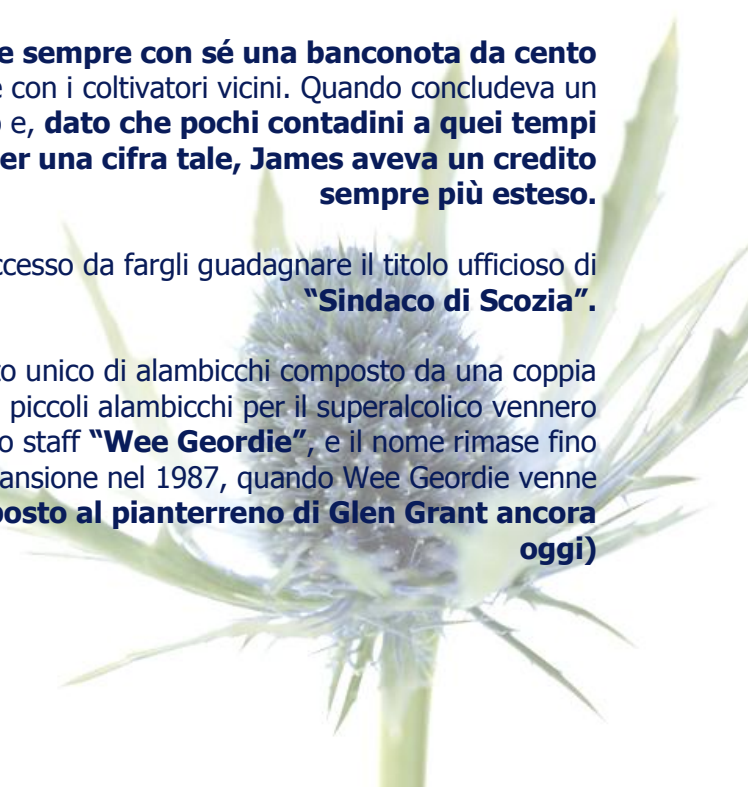 e sempre con sé una banconota da cento
e con i coltivatori vicini. Quando concludeva un
e, dato che pochi contadini a quei tempi
er una cifra tale, James aveva un credito
sempre più esteso.
ccesso da fargli guadagnare il titolo ufficioso di
“Sindaco di Scozia”.
to unico di alambicchi composto da una coppia
piccoli alambicchi per il superalcolico vennero
o staff “Wee Geordie”, e il nome rimase fino
ansione nel 1987, quando Wee Geordie venne
posto al pianterreno di Glen Grant ancora
oggi)